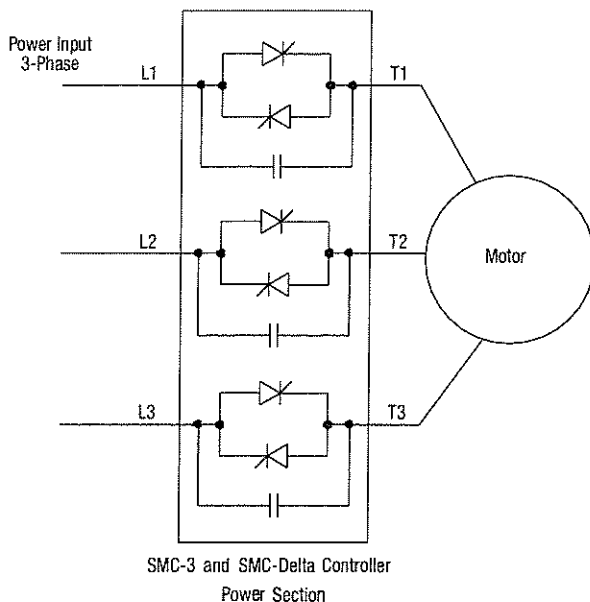 Power Input
3-Phase
L1
T1
L2
T2
Motor
L3
T3
SMC-3 and SMC-Delta Controller
Power Section